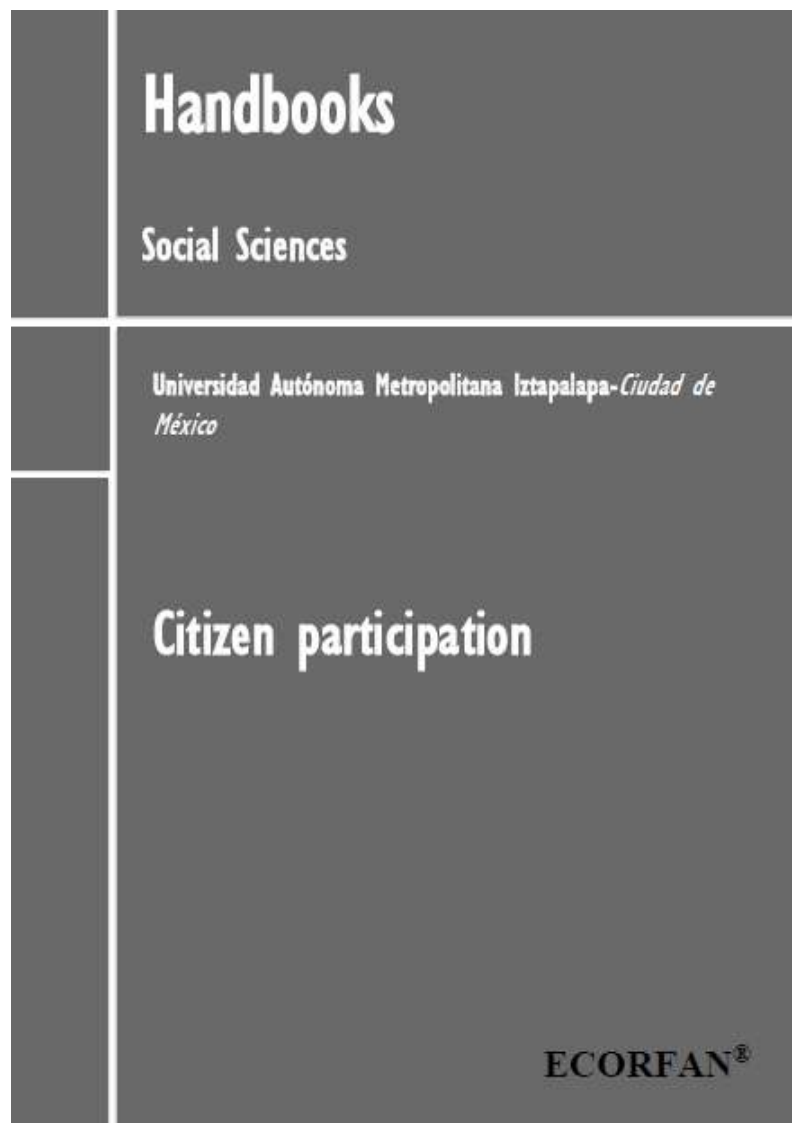 Handbooks
Social Sciences
Universidad Autónoma Metropolitana Iztapalapa-Ciudad de
México
Citizen participation
ECORFAN®